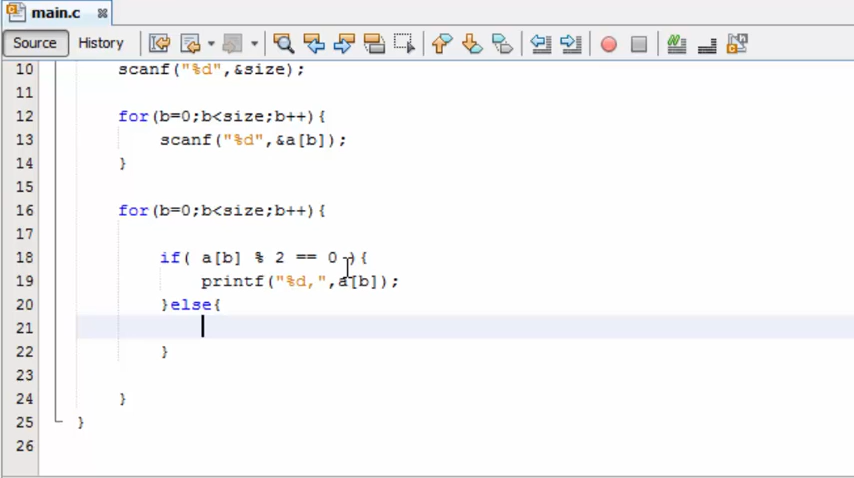 main.c
Source History
10 scanf("%d",&size);
11
12 for(b=0;b<size;b++){
13 scanf("%d",&a[b]);
14 }
15
16 for(b=0;b<size;b++){
17
18 if( a[b] % 2 == 0 ){
19 printf("%d,",a[b]);
20 }else{
21
22 }
23
24 }
25 }
26